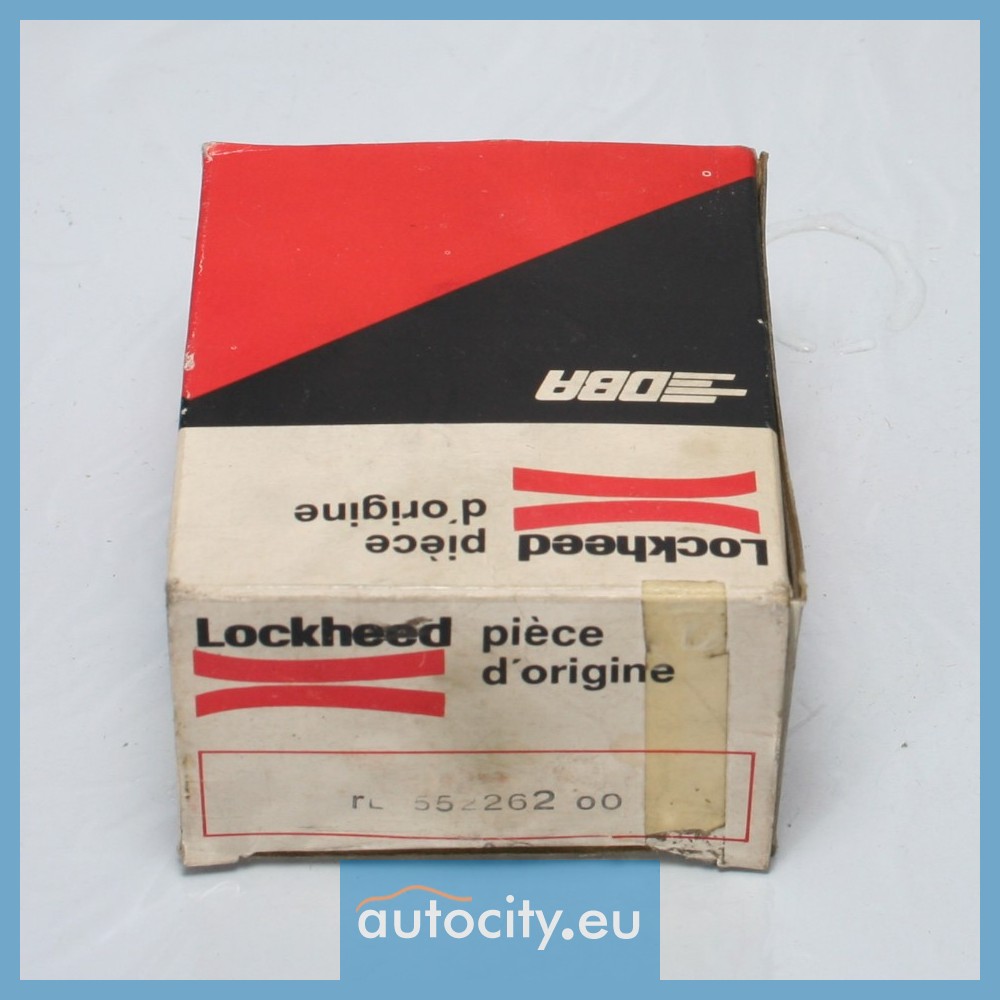 DBA
Lockheed pièce
d'origine
Lockheed pièce
d'origine
552262 00
autocity.eu